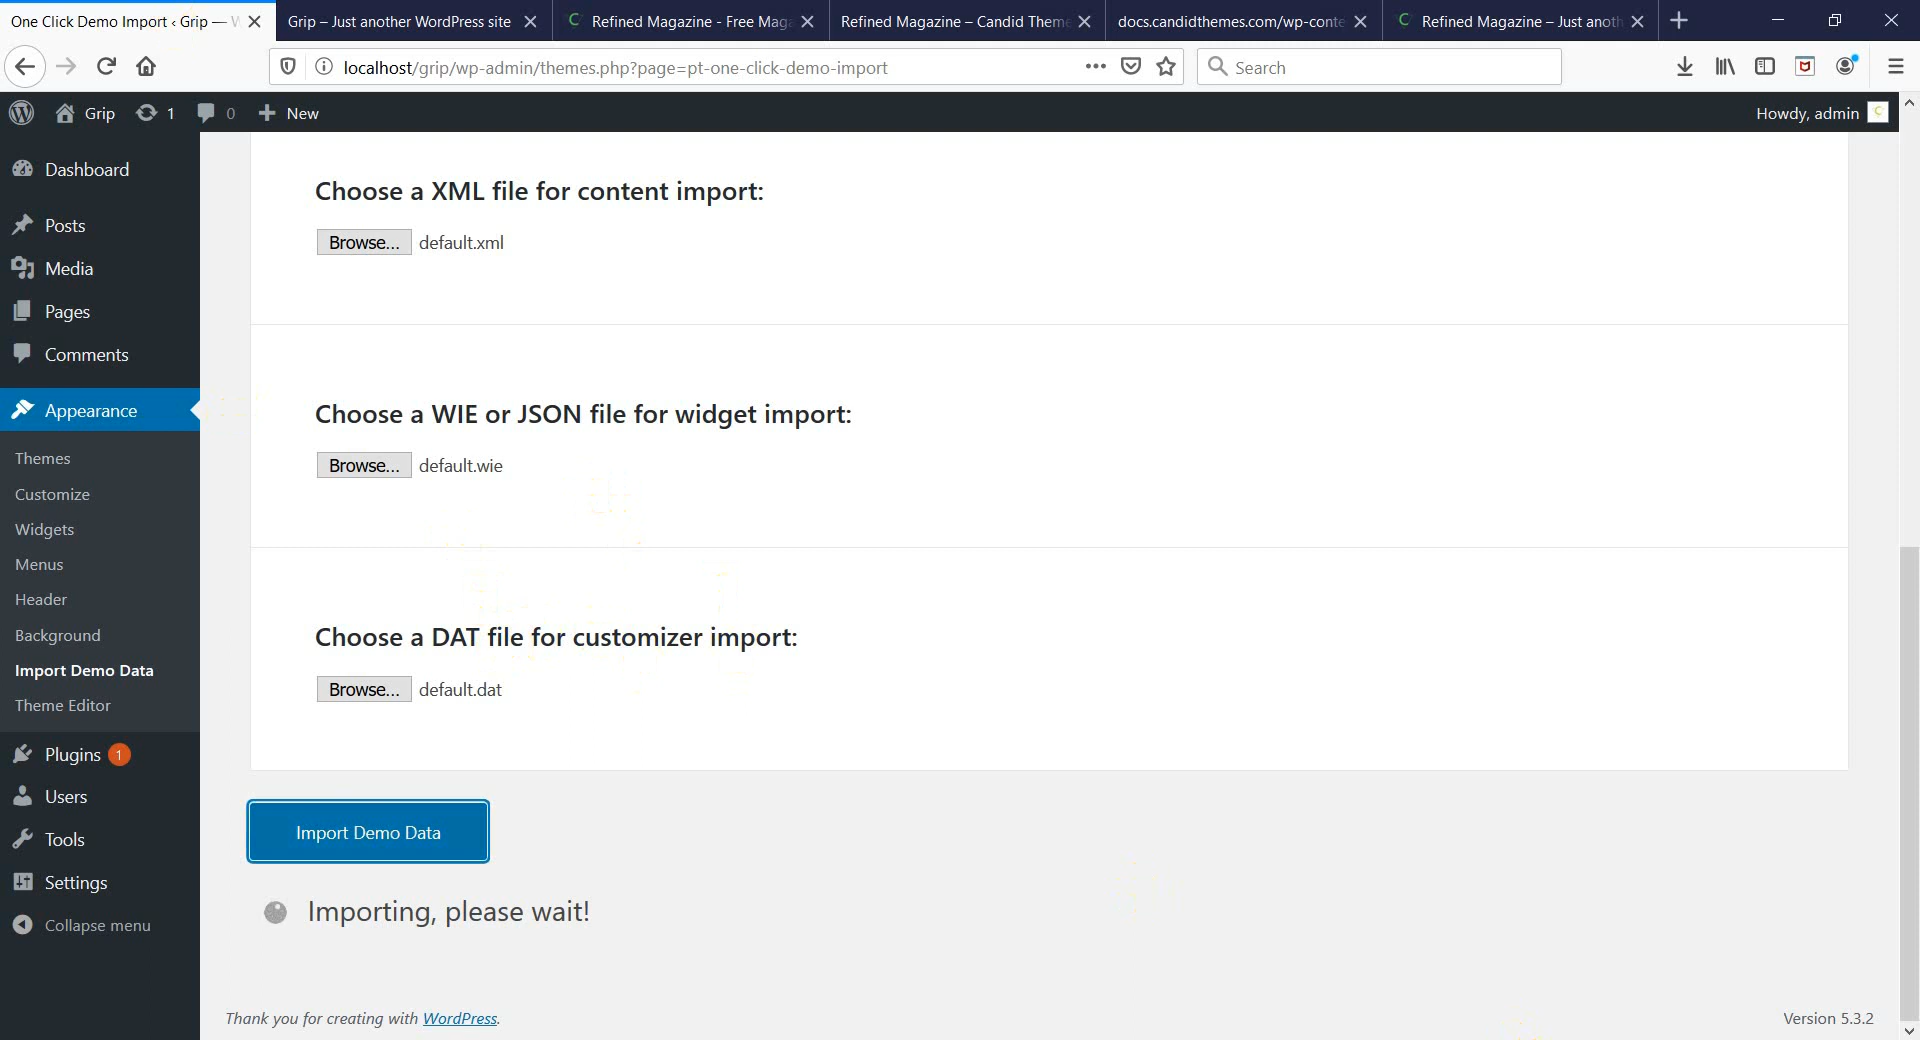 One Click Demo Import ‹ Grip —
Grip – Just another WordPress site
Refined Magazine - Free Maga
Refined Magazine – Candid Theme
docs.candidthemes.com/wp-conte
Refined Magazine – Just anoth
localhost/grip/wp-admin/themes.php?page=pt-one-click-demo-import
Search
Grip
1
0
New
Howdy, admin
Dashboard
Posts
Media
Pages
Comments
Appearance
Themes
Customize
Widgets
Menus
Header
Background
Import Demo Data
Theme Editor
Plugins 1
Users
Tools
Settings
Collapse menu
Choose a XML file for content import:
Browse... default.xml
Choose a WIE or JSON file for widget import:
Browse... default.wie
Choose a DAT file for customizer import:
Browse... default.dat
Import Demo Data
Importing, please wait!
Thank you for creating with WordPress.
Version 5.3.2